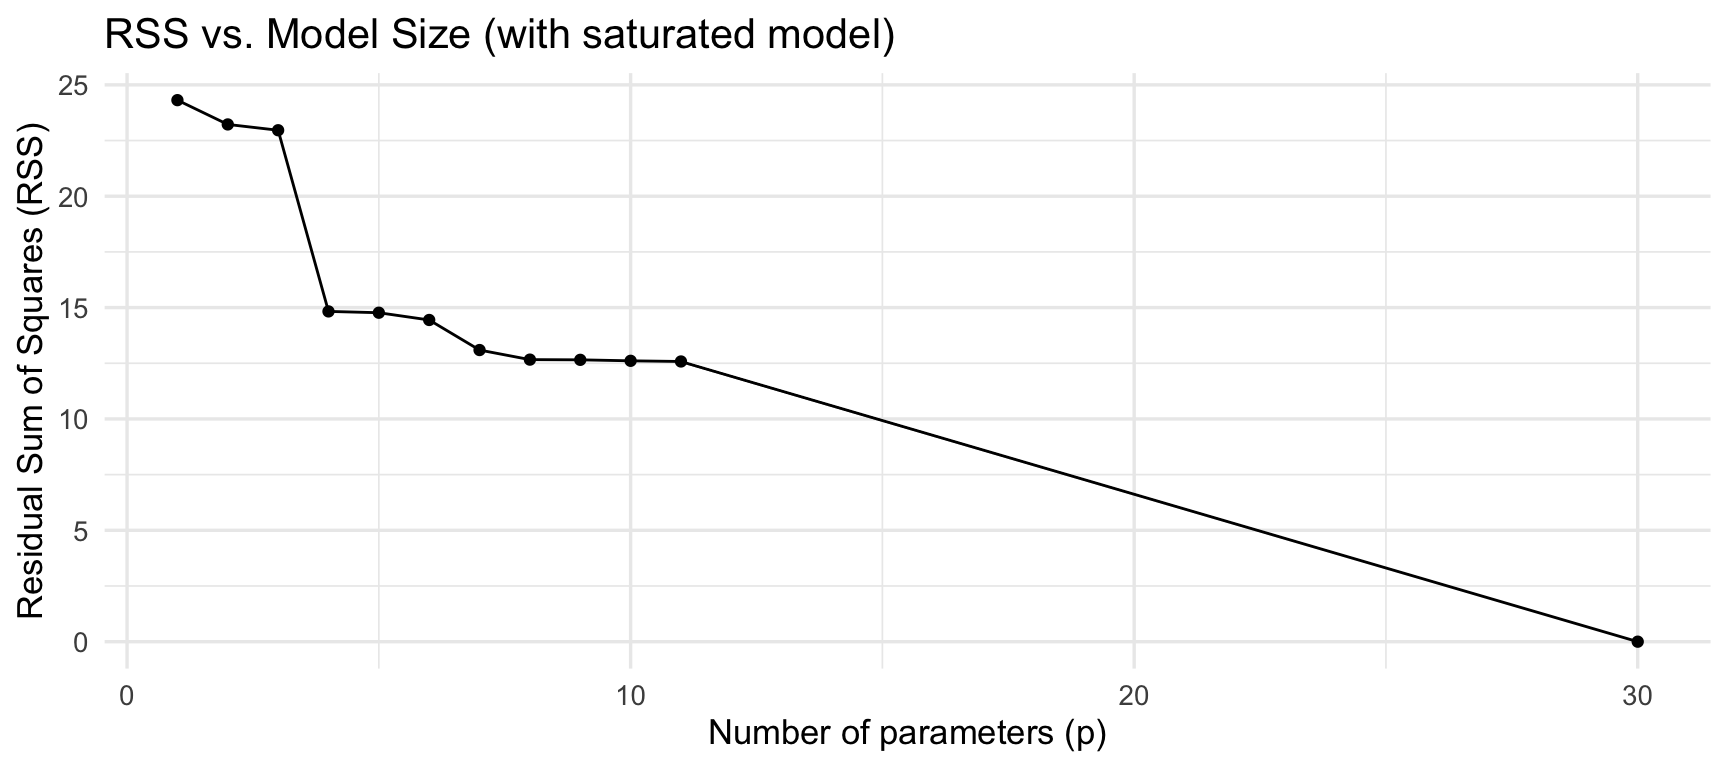 RSS vs. Model Size (with saturated model)
25
20
15
10
5
0
Residual Sum of Squares (RSS)
0 10 20 30
Number of parameters (p)